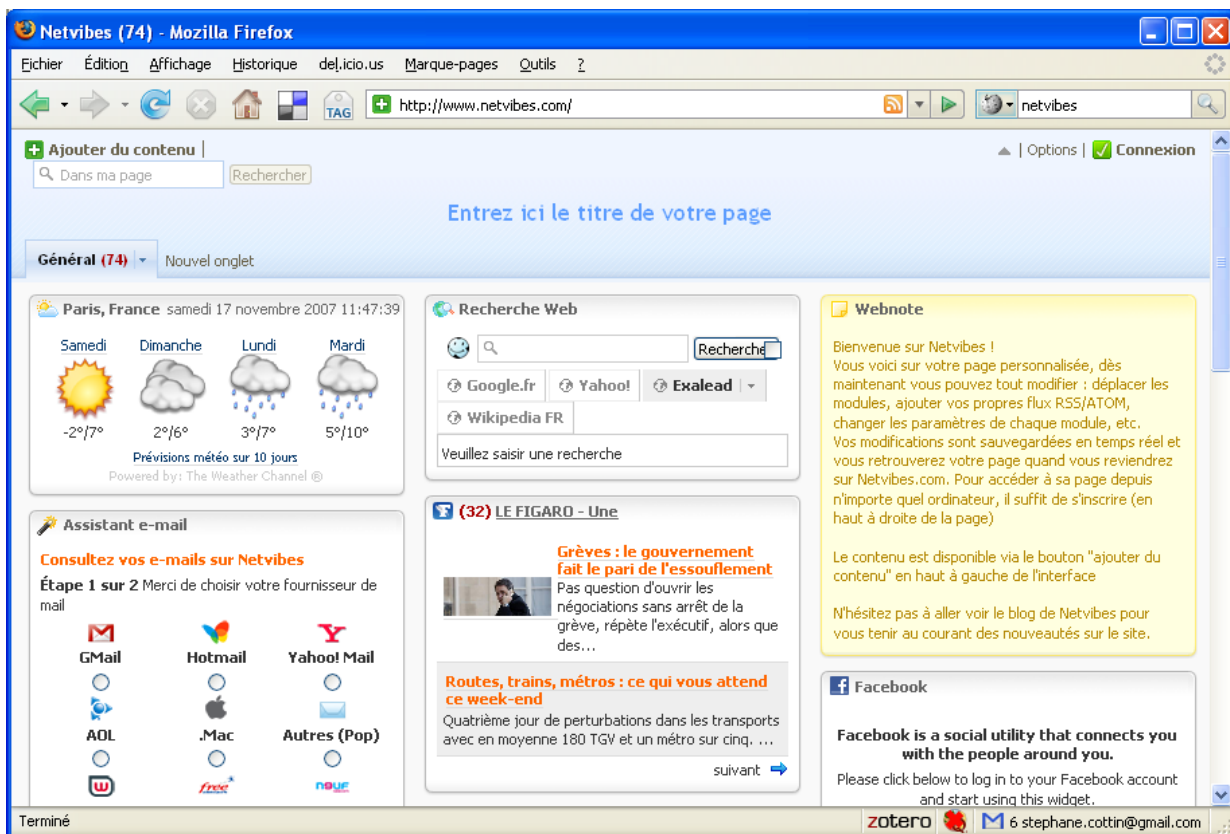 Netvibes (74) - Mozilla Firefox
Fichier Édition Affichage Historique del.icio.us Marque-pages Outils ?
TAG http://www.netvibes.com/ netvibes
Ajouter du contenu |
| Options | Connexion
Dans ma page Rechercher
Entrez ici le titre de votre page
Général (74) Nouvel onglet
Paris, France samedi 17 novembre 2007 11:47:39
Samedi Dimanche Lundi Mardi
-2°/7° 2°/6° 3°/7° 5°/10°
Prévisions météo sur 10 jours
Powered by: The Weather Channel ®
Assistant e-mail
Consultez vos e-mails sur Netvibes
Étape 1 sur 2 Merci de choisir votre fournisseur de
mail
GMail Hotmail Yahoo! Mail
AOL .Mac Autres (Pop)
free neuf
Recherche Web
Recherche
Google.fr Yahoo! Exalead
Wikipedia FR
Veuillez saisir une recherche
(32) LE FIGARO - Une
Grèves : le gouvernement
fait le pari de l'essouflement
Pas question d'ouvrir les
négociations sans arrêt de la
grève, répète l'exécutif, alors que
des...
Routes, trains, métros : ce qui vous attend
ce week-end
Quatrième jour de perturbations dans les transports
avec en moyenne 180 TGV et un métro sur cinq. ...
suivant
Webnote
Bienvenue sur Netvibes !
Vous voici sur votre page personalisée, dès
maintenant vous pouvez tout modifier : déplacer les
modules, ajouter vos propres flux RSS/ATOM,
changer les paramètres de chaque module, etc.
Vos modifications sont sauvegardées en temps réel et
vous retrouverez votre page quand vous reviendrez
sur Netvibes.com. Pour accéder à sa page depuis
n'importe quel ordinateur, il suffit de s'inscrire (en
haut à droite de la page)
Le contenu est disponible via le bouton "ajouter du
contenu" en haut à gauche de l'interface
N'hésitez pas à aller voir le blog de Netvibes pour
vous tenir au courant des nouveautés sur le site.
Facebook
Facebook is a social utility that connects you
with the people around you.
Please click below to log in to your Facebook account
and start using this widget.
Terminé
zotero 6 stephane.cottin@gmail.com